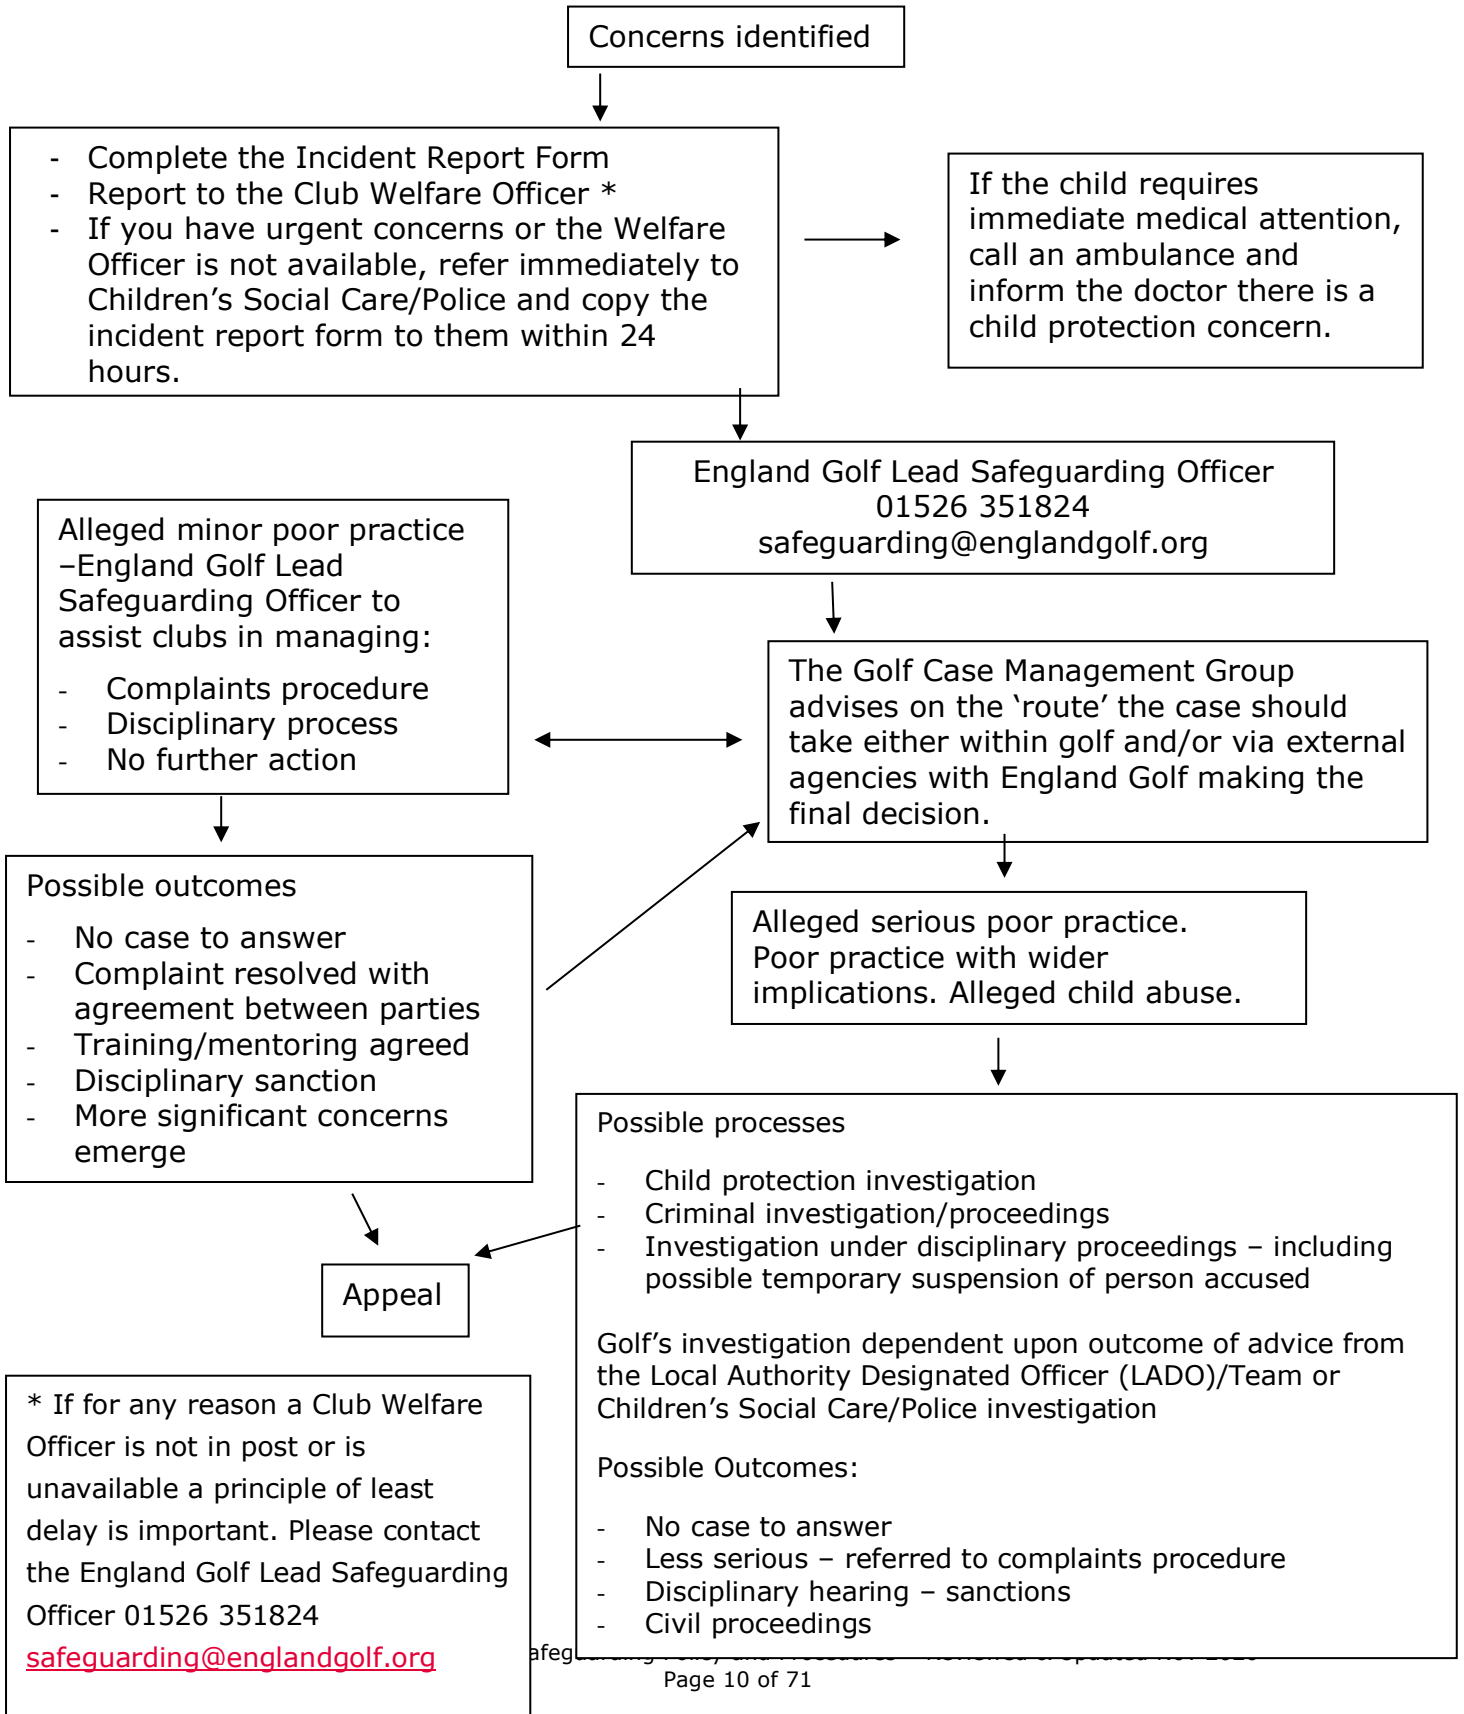 Concerns identified
- Complete the Incident Report Form
- Report to the Club Welfare Officer *
- If you have urgent concerns or the Welfare
Officer is not available, refer immediately to
Children’s Social Care/Police and copy the
incident report form to them within 24
hours.
If the child requires
immediate medical attention,
call an ambulance and
inform the doctor there is a
child protection concern.
England Golf Lead Safeguarding Officer
01526 351824
safeguarding@englandgolf.org
Alleged minor poor practice
–England Golf Lead
Safeguarding Officer to
assist clubs in managing:
- Complaints procedure
- Disciplinary process
- No further action
The Golf Case Management Group
advises on the ‘route’ the case should
take either within golf and/or via external
agencies with England Golf making the
final decision.
Possible outcomes
- No case to answer
- Complaint resolved with
agreement between parties
- Training/mentoring agreed
- Disciplinary sanction
- More significant concerns
emerge
Alleged serious poor practice.
Poor practice with wider
implications. Alleged child abuse.
Possible processes
- Child protection investigation
- Criminal investigation/proceedings
- Investigation under disciplinary proceedings – including
possible temporary suspension of person accused
Golf’s investigation dependent upon outcome of advice from
the Local Authority Designated Officer (LADO)/Team or
Children’s Social Care/Police investigation
Possible Outcomes:
- No case to answer
- Less serious – referred to complaints procedure
- Disciplinary hearing – sanctions
- Civil proceedings
Appeal
* If for any reason a Club Welfare
Officer is not in post or is
unavailable a principle of least
delay is important. Please contact
the England Golf Lead Safeguarding
Officer 01526 351824
safeguarding@englandgolf.org
Page 10 of 71